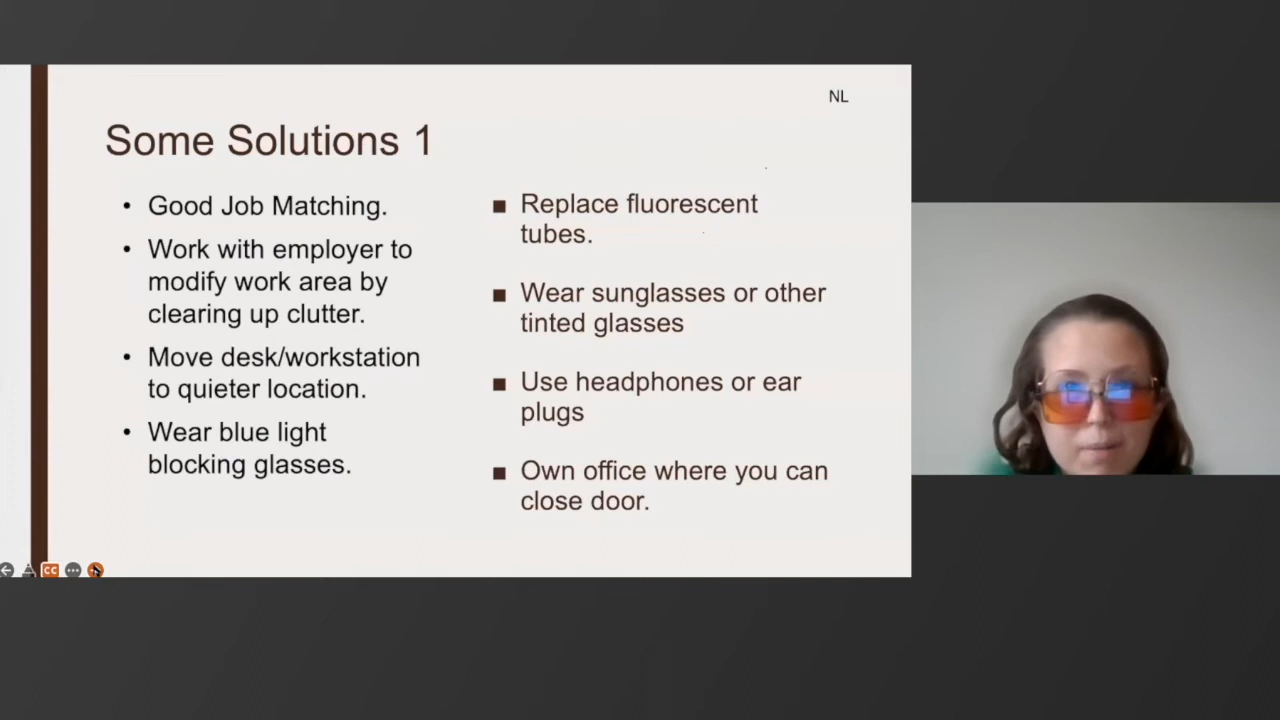 NL
Some Solutions 1
• Good Job Matching.
• Work with employer to
modify work area by
clearing up clutter.
• Move desk/workstation
to quieter location.
• Wear blue light
blocking glasses.
■ Replace fluorescent
tubes.
■ Wear sunglasses or other
tinted glasses
■ Use headphones or ear
plugs
■ Own office where you can
close door.
CC